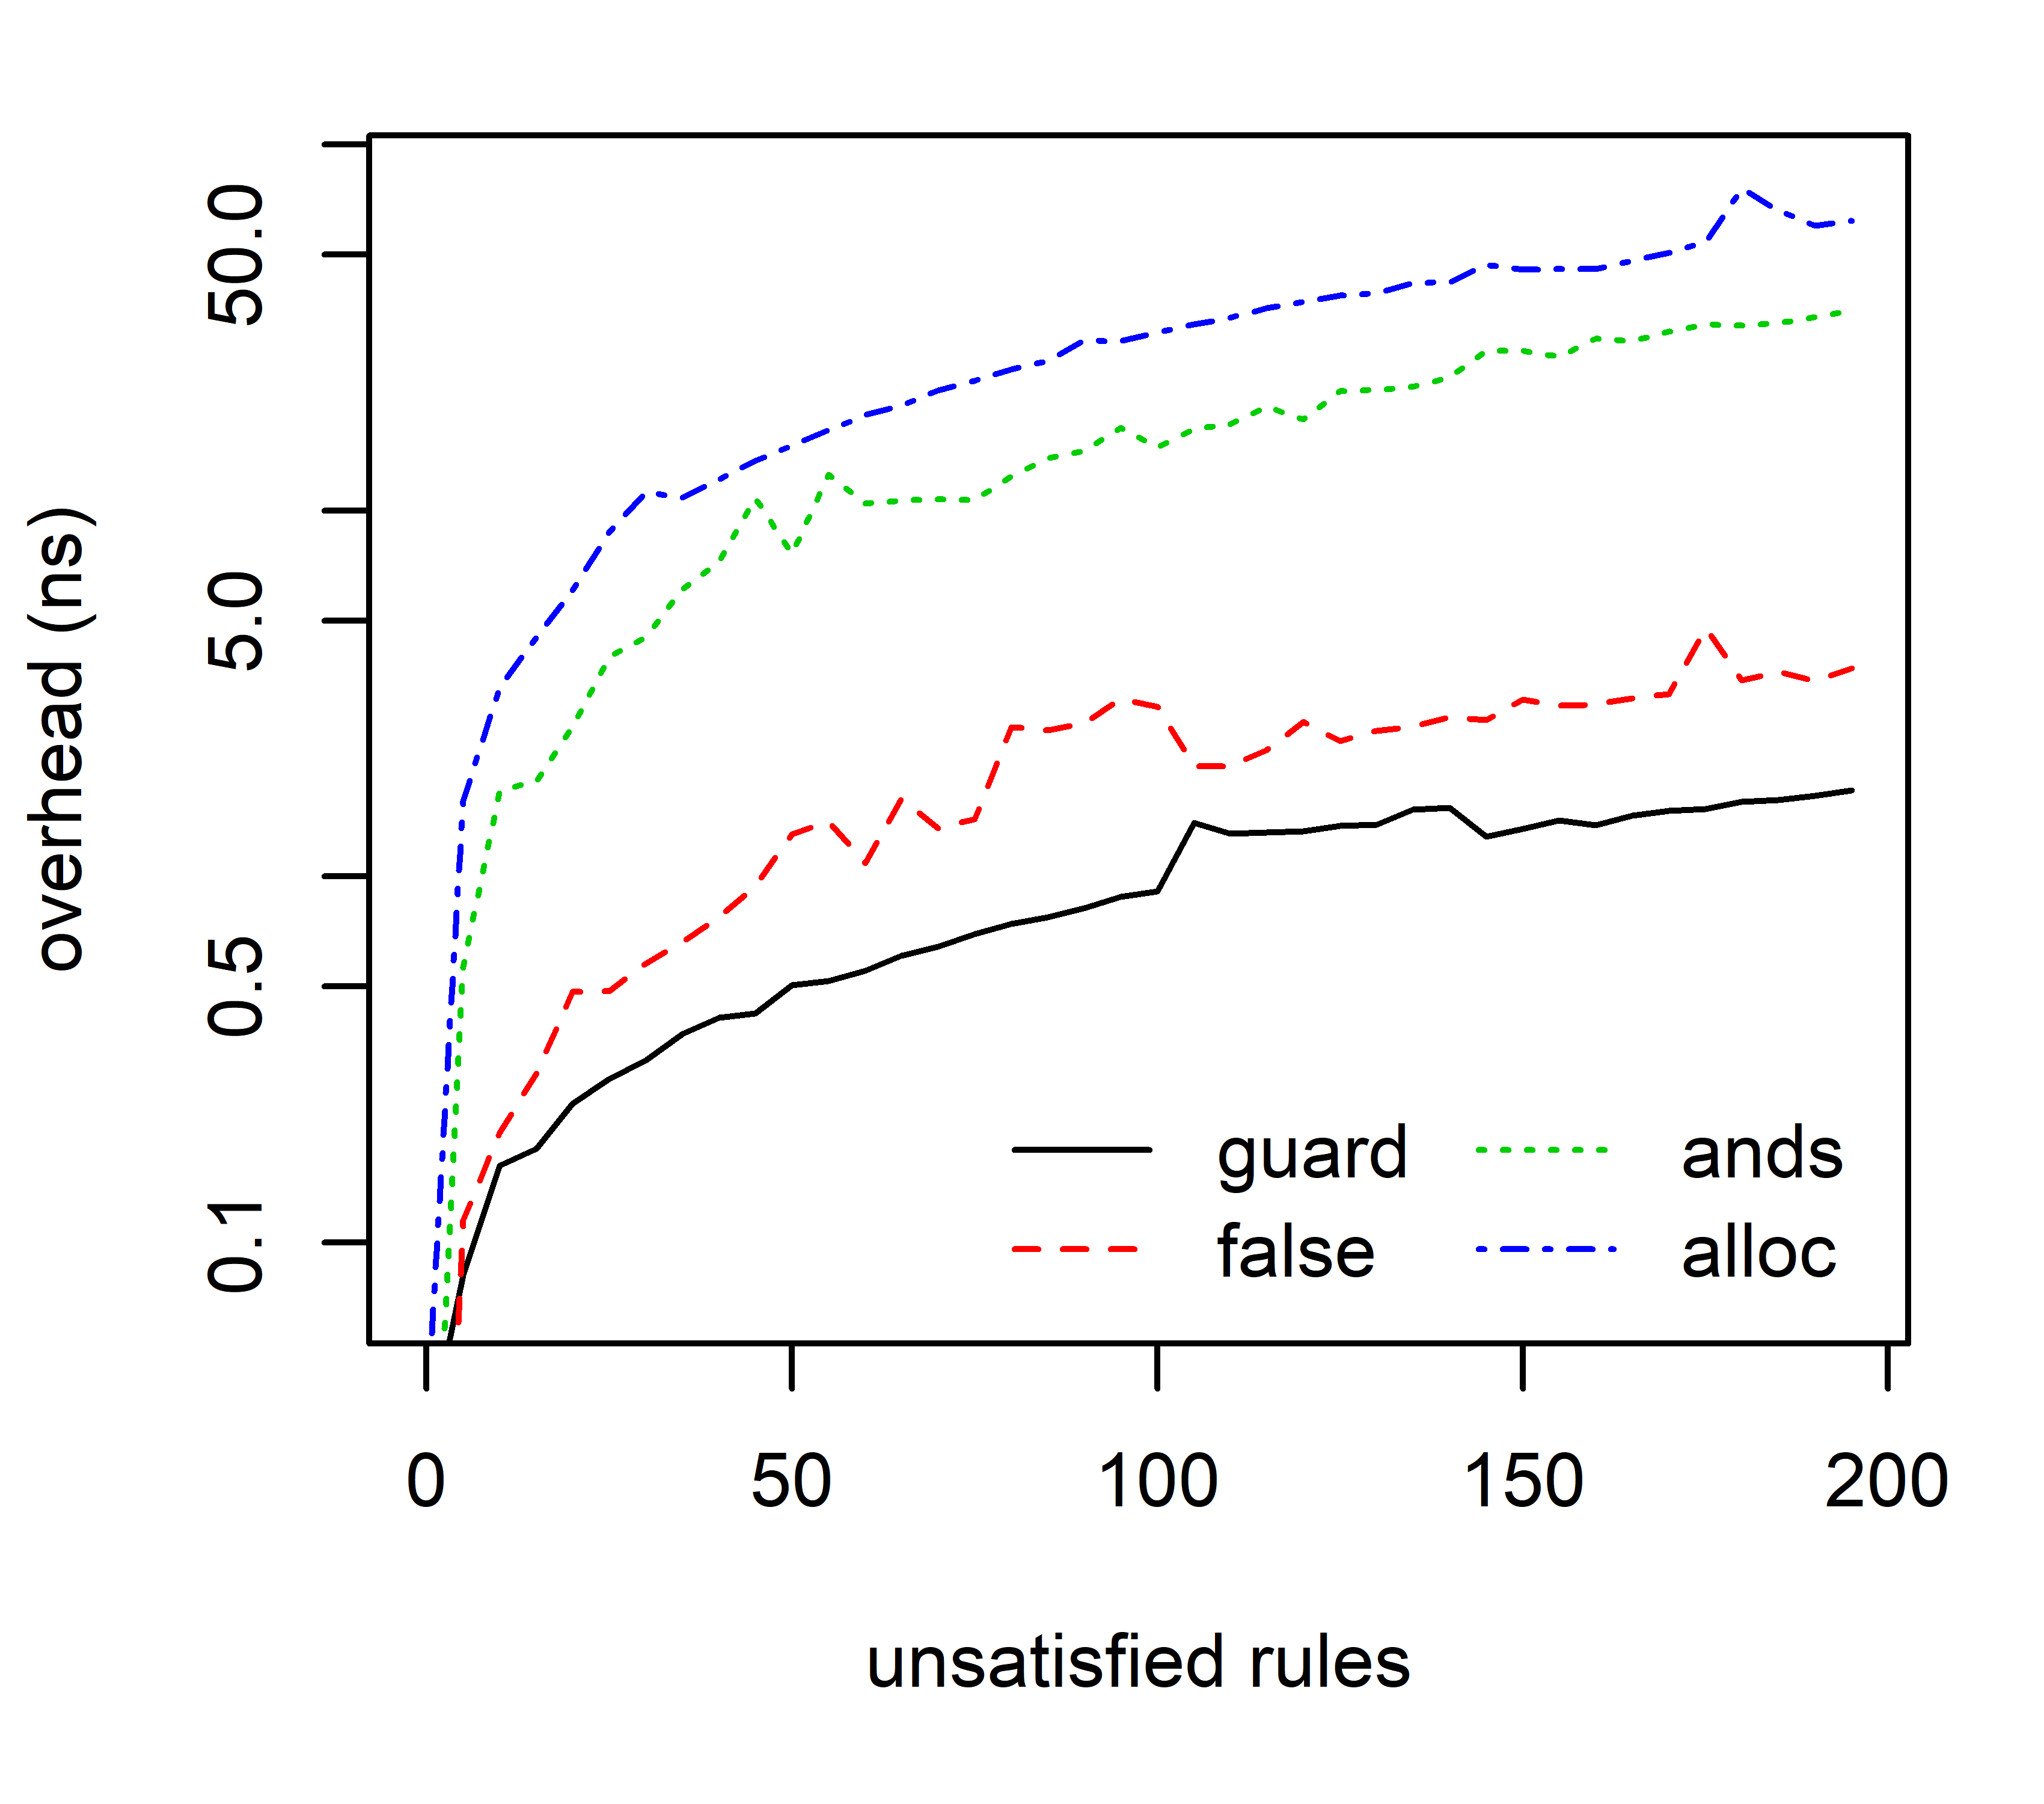 overhead (ns)
50.0
5.0
0.5
0.1
guard
ands
false
alloc
0
50
100
150
200
unsatisfied rules